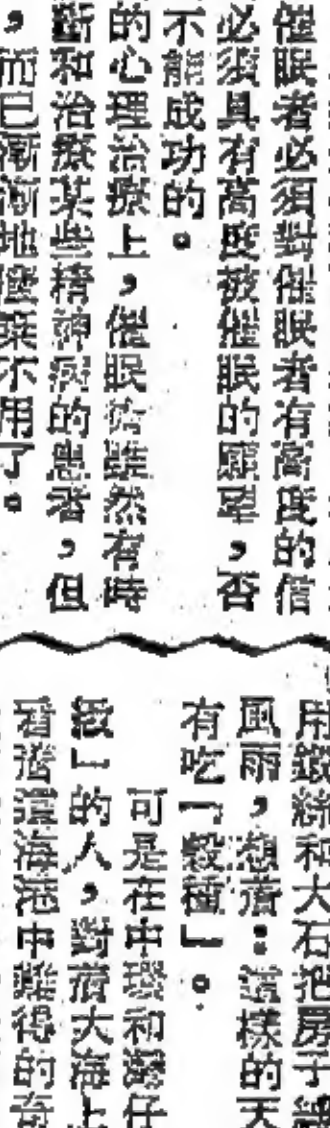 催眠者必須對催眠者有高度的信
必須具有高度被催眠的願望，否
不能成功的。
的心理治療上，催眠術雖然有時
斷和治療某些精神病的患者，但
，而已漸漸地廢棄不用了。
用鐵絲和大石把房子
風雨，想着：這樣的天
有吃「穀種」。
可是在中環和灣仔
」的人，對着大海上
看着這海港中難得的奇